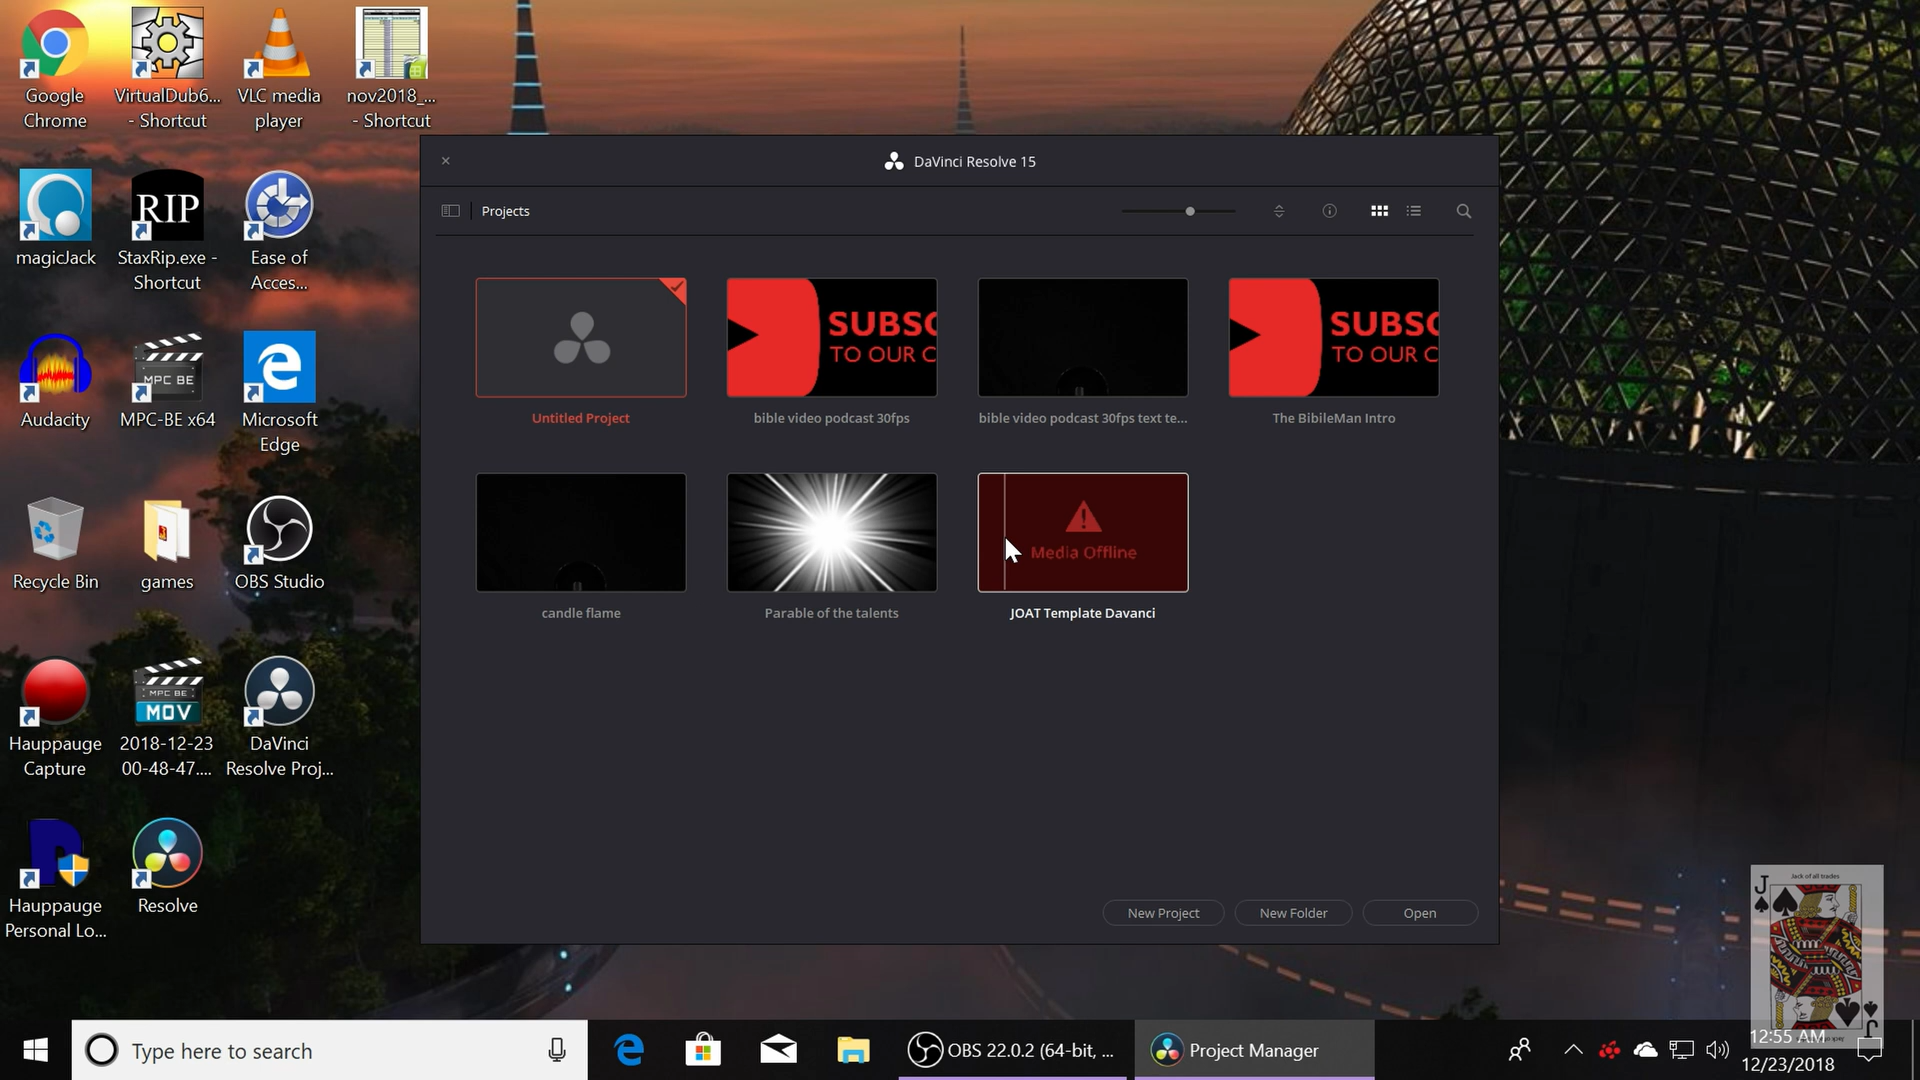 Google
Chrome
VirtualDub6...
- Shortcut
VLC media
player
nov2018_...
- Shortcut
magicJack
RIP
StaxRip.exe -
Shortcut
Ease of
Acces...
Audacity
MPC BE
MPC-BE x64
Microsoft
Edge
Recycle Bin
games
OBS Studio
Hauppauge
Capture
MPC BE
MOV
2018-12-23
00-48-47....
DaVinci
Resolve Proj...
Hauppauge
Personal Lo...
Resolve
DaVinci Resolve 15
Projects
Untitled Project
SUBSC
TO OUR C
bible video podcast 30fps
bible video podcast 30fps text te...
SUBSC
TO OUR C
The BibileMan Intro
candle flame
Parable of the talents
Media Offline
JOAT Template Davanci
New Project
New Folder
Open
J
Jack of all trades
J
Type here to search
OBS 22.0.2 (64-bit, ...
Project Manager
12:55 AM
12/23/2018